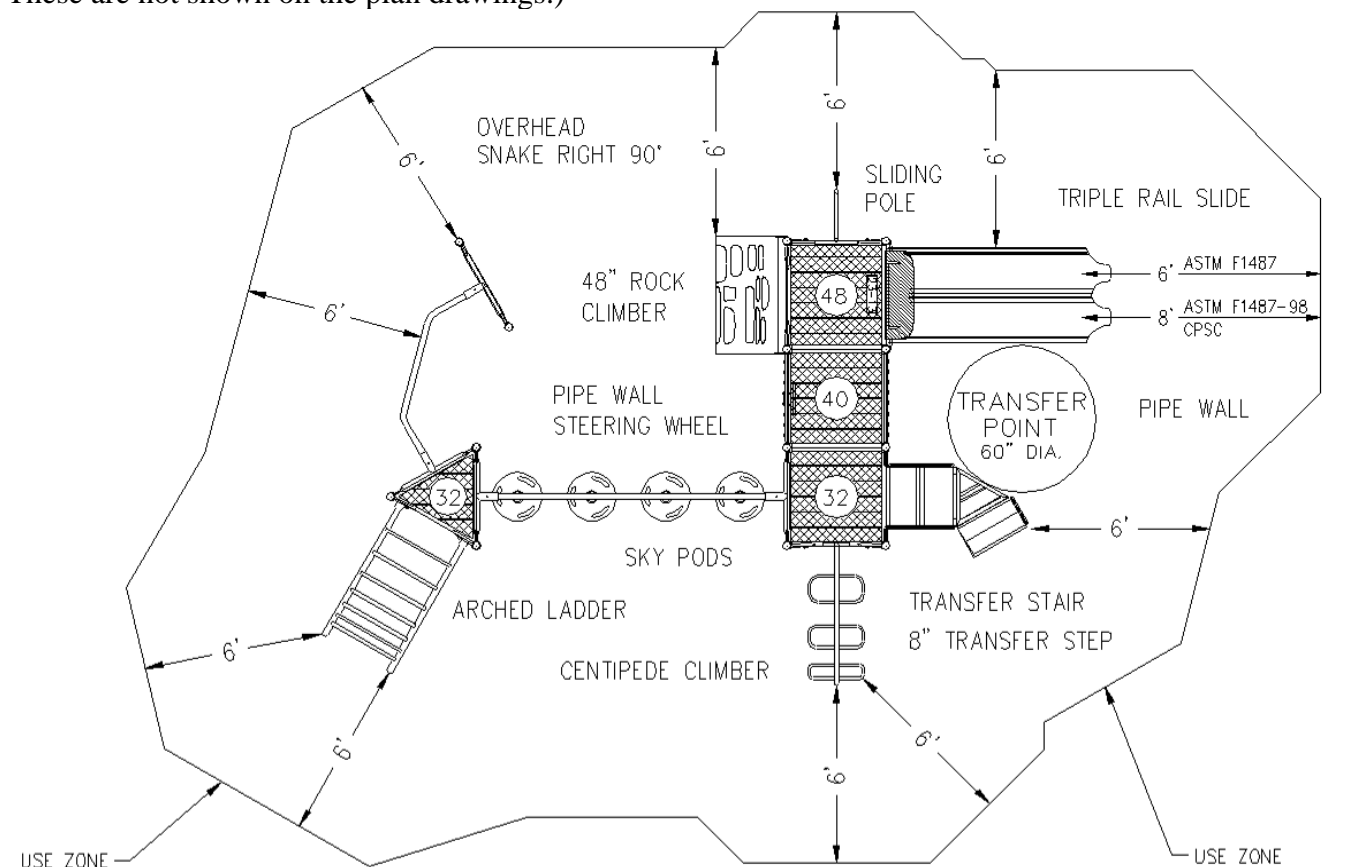 These are not shown on the plan drawings.)
6'
6'
6'
6'
OVERHEAD
SNAKE RIGHT 90°
SLIDING
POLE
TRIPLE RAIL SLIDE
6'
48" ROCK
CLIMBER
48
6' ASTM F1487
8' ASTM F1487-98
CPSC
PIPE WALL
STEERING WHEEL
40
TRANSFER
POINT
60" DIA.
PIPE WALL
32
32
6'
SKY PODS
ARCHED LADDER
TRANSFER STAIR
8" TRANSFER STEP
6'
CENTIPEDE CLIMBER
6'
6'
6'
USE ZONE
USE ZONE